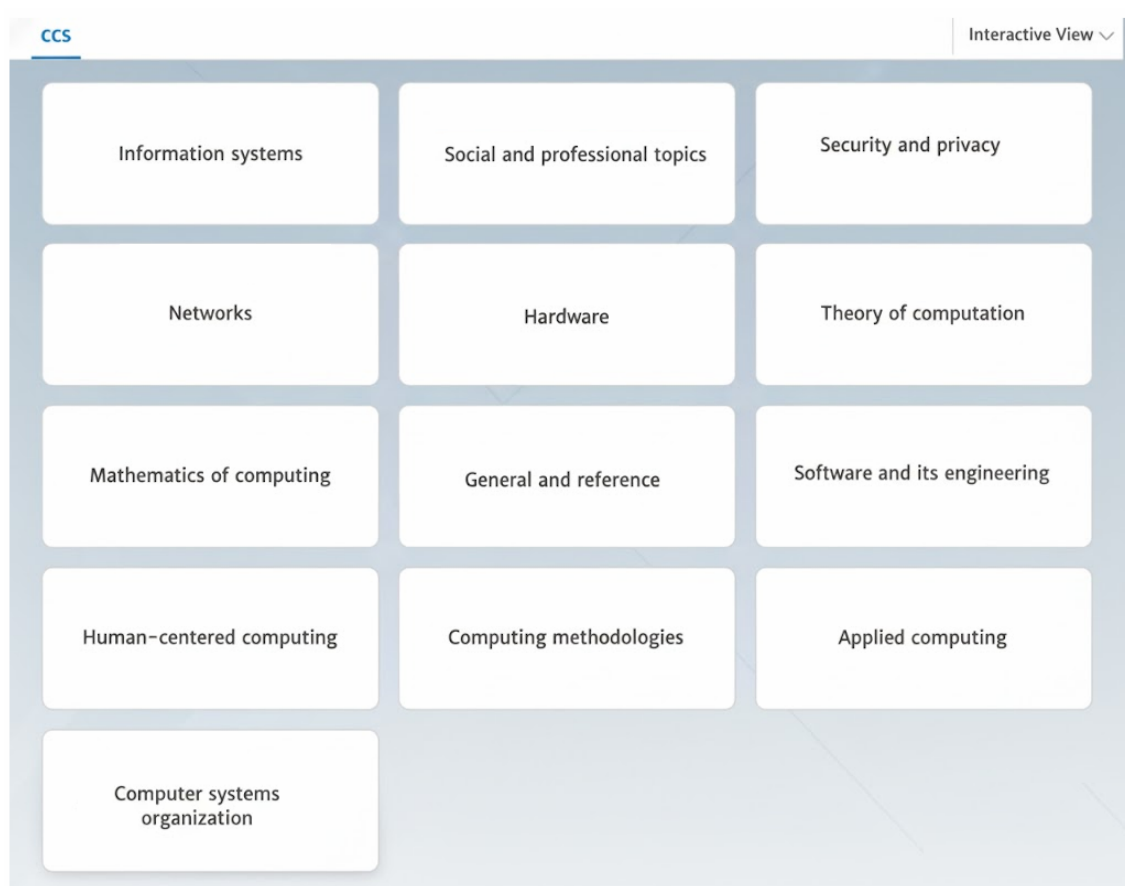 CCS
Interactive View
Information systems
Social and professional topics
Security and privacy
Networks
Hardware
Theory of computation
Mathematics of computing
General and reference
Software and its engineering
Human-centered computing
Computing methodologies
Applied computing
Computer systems
organization